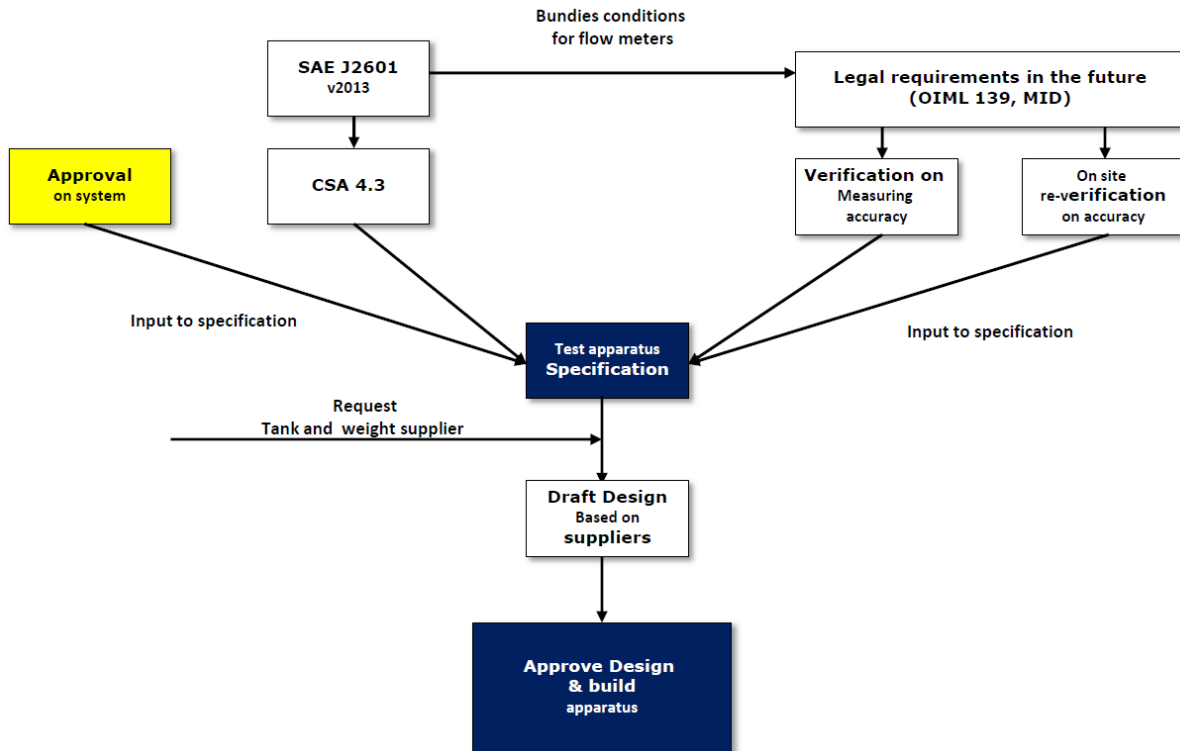 Bundies conditions
for flow meters
SAE J2601
v2013
Legal requirements in the future
(OIML 139, MID)
Approval
on system
CSA 4.3
Verification on
Measuring
accuracy
On site
re-verification
on accuracy
Input to specification
Input to specification
Test apparatus
Specification
Request
Tank and weight supplier
Draft Design
Based on
suppliers
Approve Design
& build
apparatus